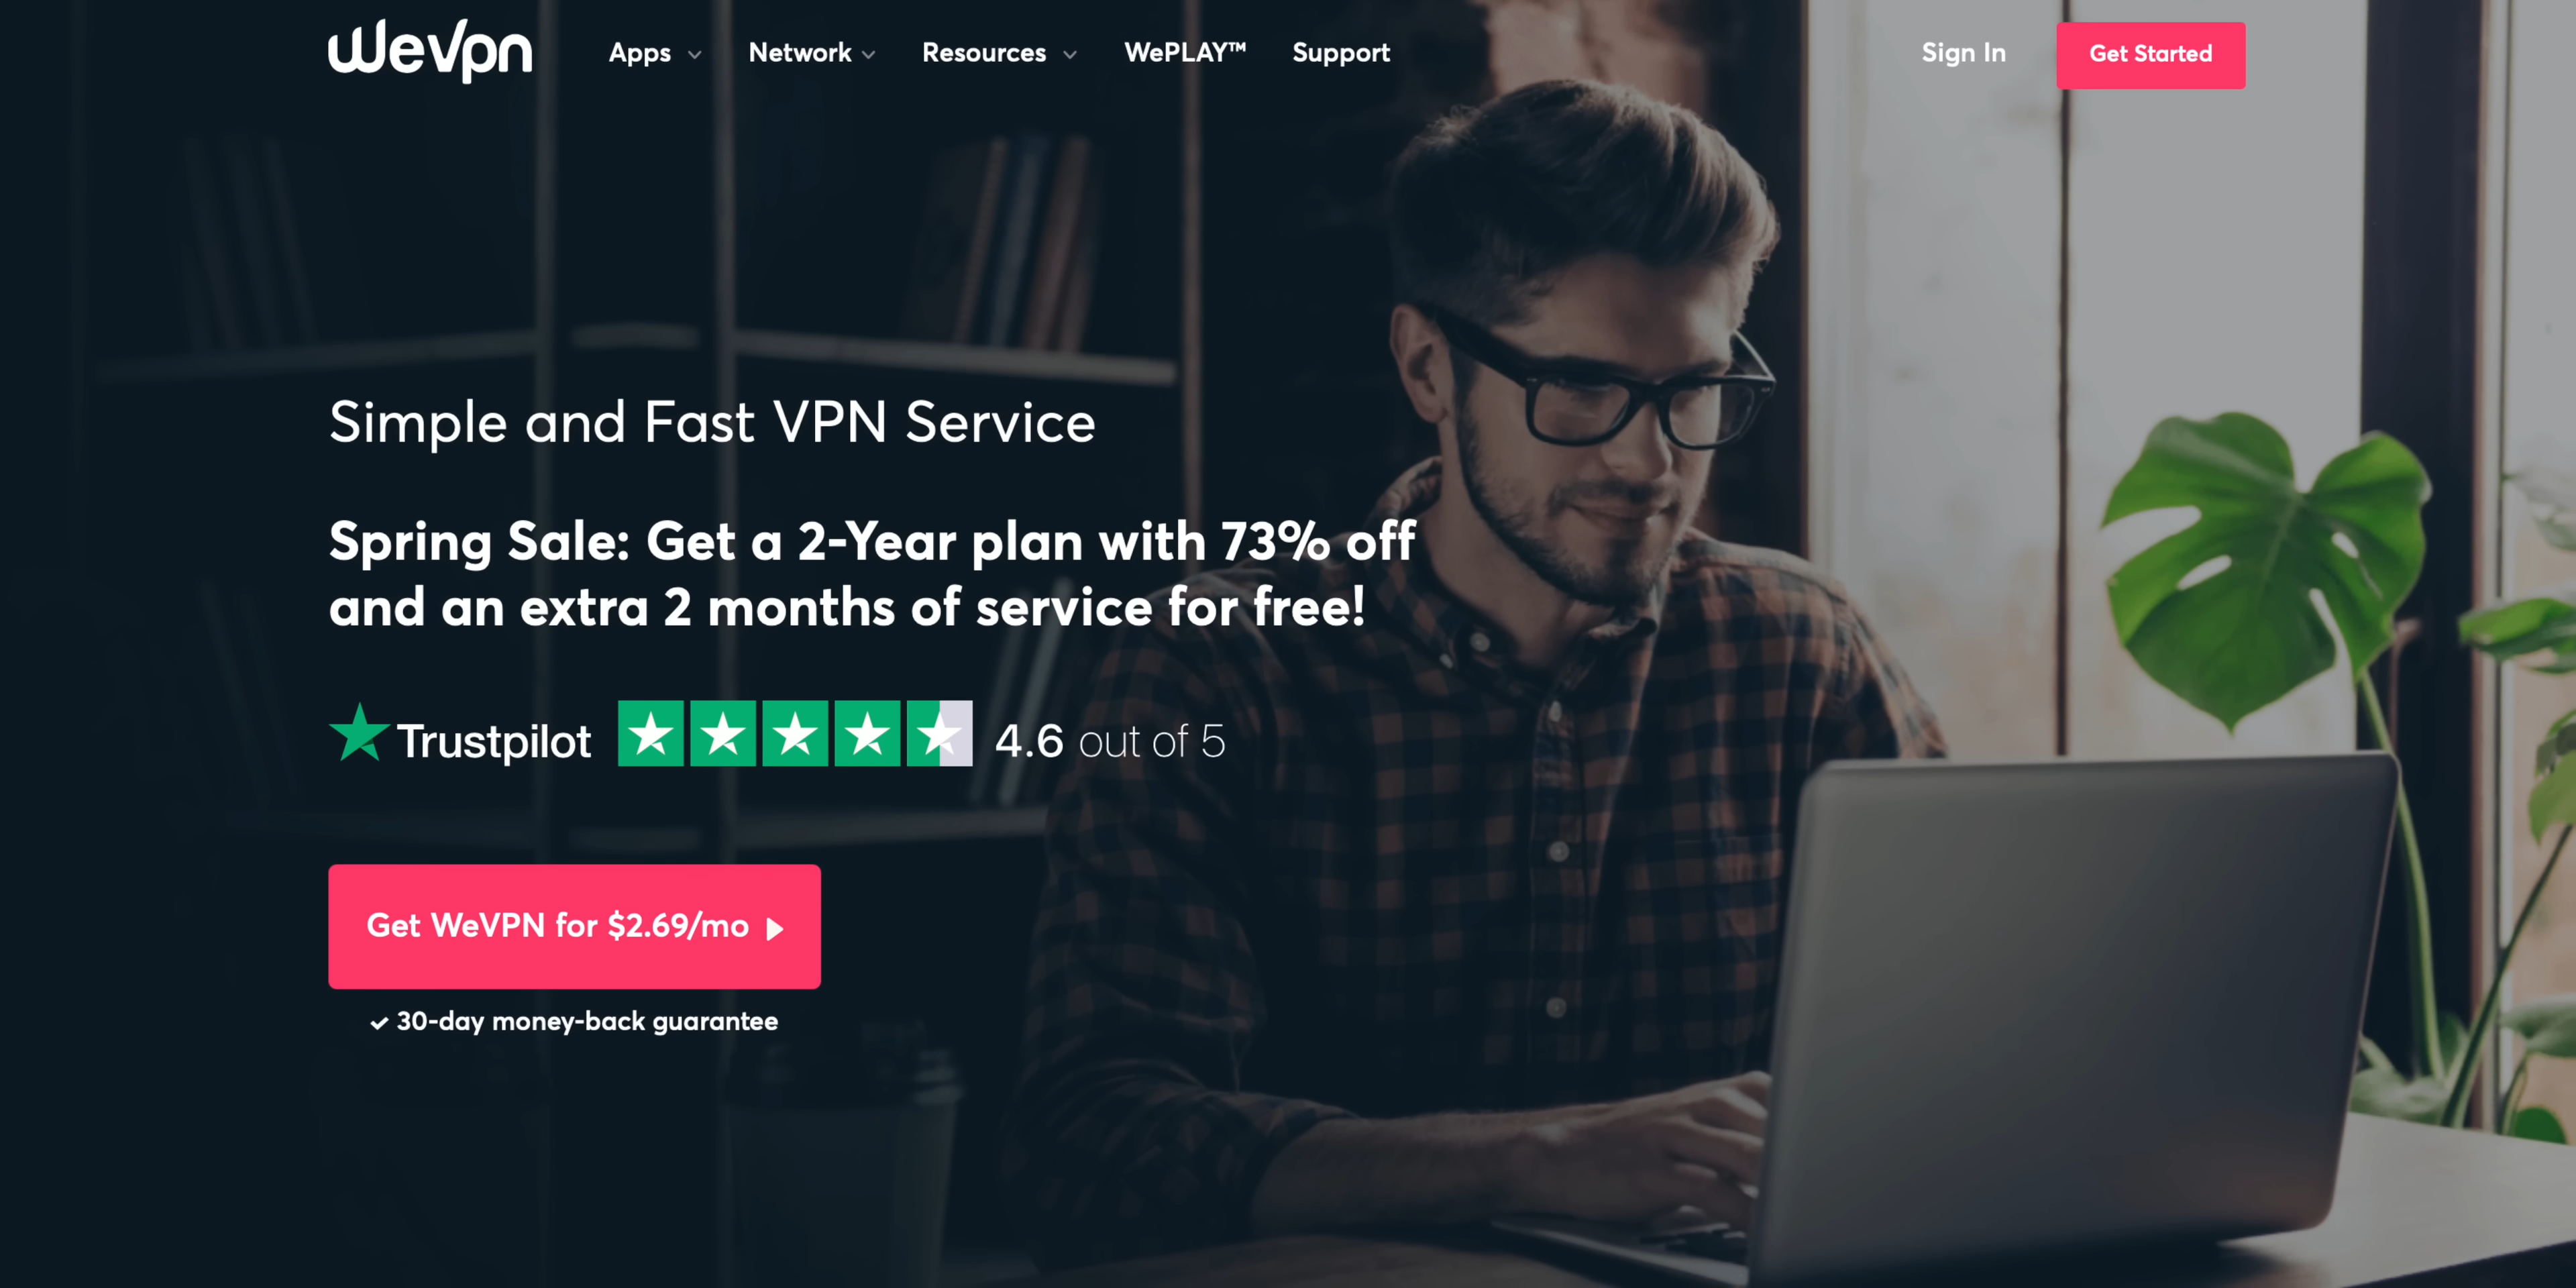 WeVpn
Apps
Network
Resources
WePLAY™
Support
Sign In
Get Started
Simple and Fast VPN Service
Spring Sale: Get a 2-Year plan with 73% off
and an extra 2 months of service for free!
Trustpilot
4.6 out of 5
Get WeVPN for $2.69/mo
30-day money-back guarantee